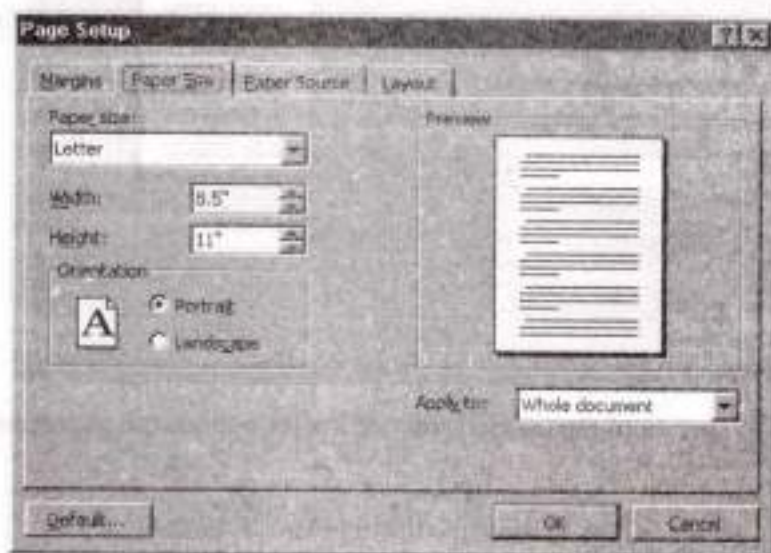 Page Setup
Margins Paper Size Paper Source Layout
Paper size:
Letter
Width: 8.5"
Height: 11"
Orientation
A
Portrait
Landscape
Preview
Apply to: Whole document
Default... OK Cancel